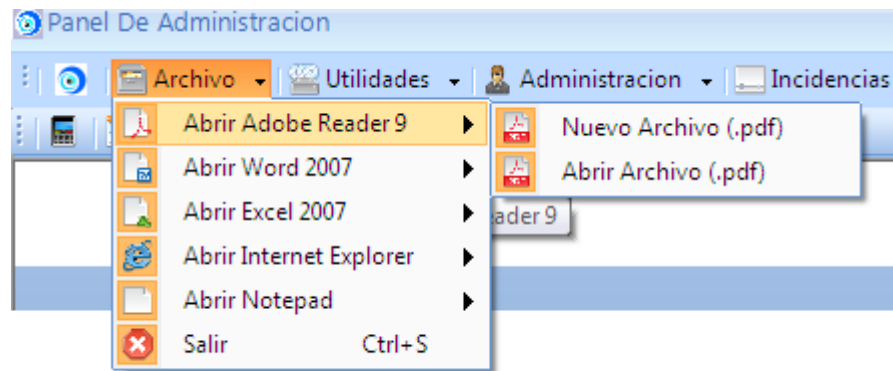 Panel De Administracion
Archivo Utilidades Administracion Incidencias
Abrir Adobe Reader 9
Nuevo Archivo (.pdf)
Abrir Archivo (.pdf)
Abrir Word 2007
Abrir Excel 2007
eader 9
Abrir Internet Explorer
Abrir Notepad
Salir Ctrl+S